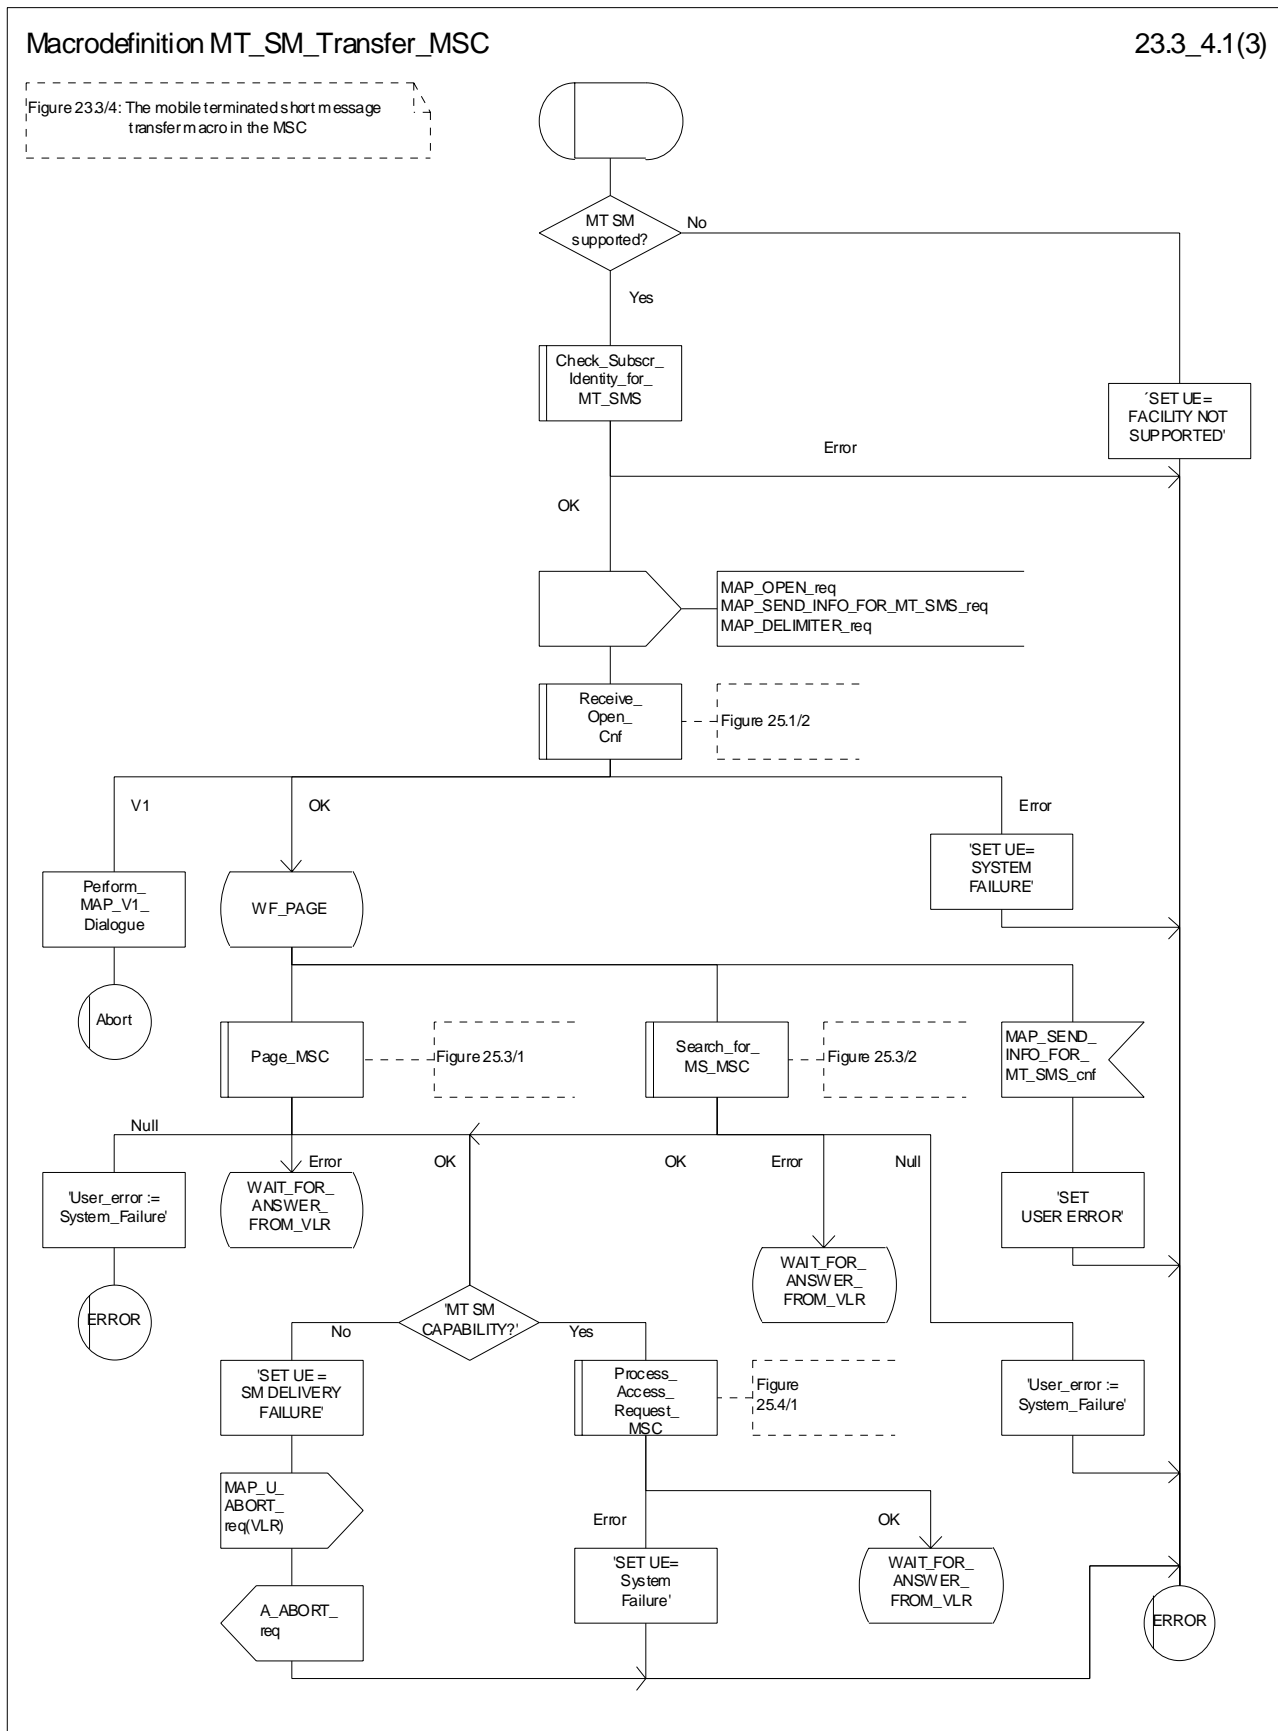 Macrodefinition MT_SM_Transfer_MSC
23.3_4.1(3)
Figure 23.3/4: The mobile terminated short message
transfer macro in the MSC
MT SM
supported?
No
Yes
Check_Subscr_
Identity_for_
MT_SMS
´SET UE=
FACILITY NOT
SUPPORTED'
Error
OK
MAP_OPEN_req
MAP_SEND_INFO_FOR_MT_SMS_req
MAP_DELIMITER_req
Receive_
Open_
Cnf
Figure 25.1/2
V1
OK
Error
'SET UE=
SYSTEM
FAILURE'
Perform_
MAP_V1_
Dialogue
WF_PAGE
Abort
Page_MSC
Figure 25.3/1
Search_for_
MS_MSC
Figure 25.3/2
MAP_SEND_
INFO_FOR_
MT_SMS_cnf
Null
Error
OK
OK
Error
Null
'User_error :=
System_Failure'
WAIT_FOR_
ANSWER_
FROM_VLR
'SET
USER ERROR'
WAIT_FOR_
ANSWER_
FROM_VLR
ERROR
'MT SM
CAPABILITY?'
No
Yes
'SET UE =
SM DELIVERY
FAILURE'
Process_
Access_
Request_
MSC
Figure
25.4/1
'User_error :=
System_Failure'
MAP_U_
ABORT_
req(VLR)
Error
OK
'SET UE=
System
Failure'
WAIT_FOR_
ANSWER_
FROM_VLR
A_ABORT_
req
ERROR